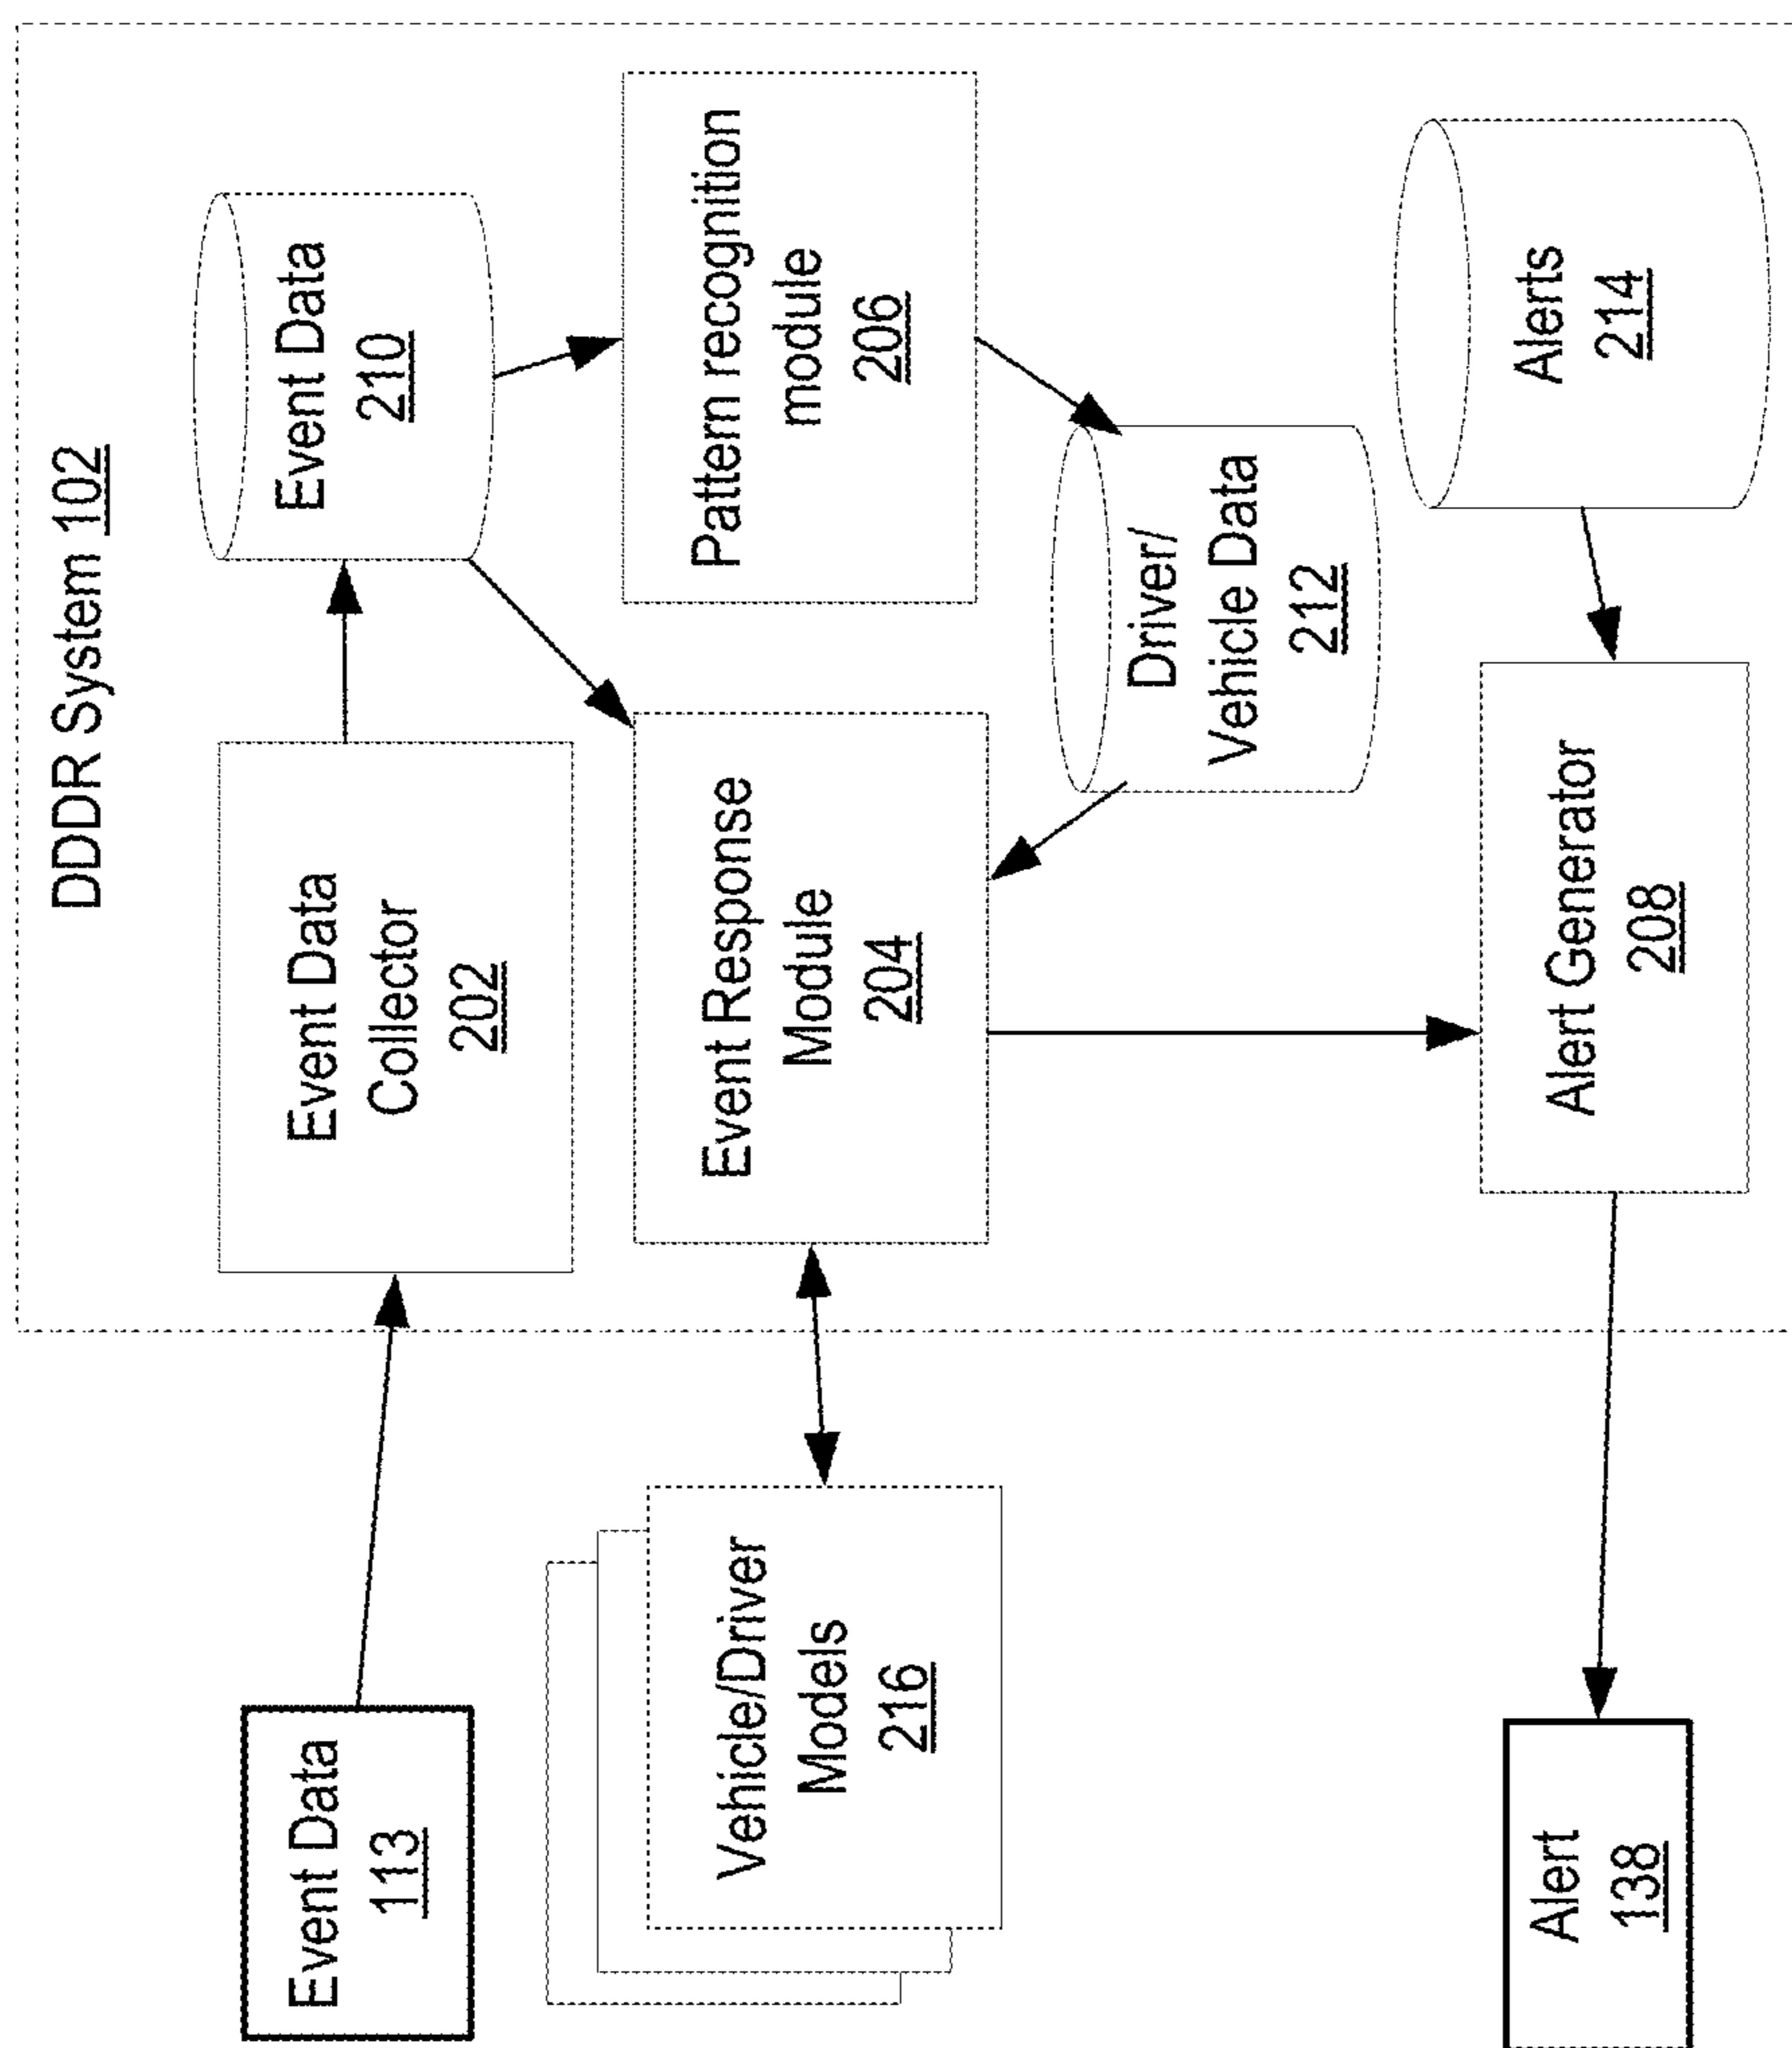 DDDR System 102
Event Data
113
Event Data
Collector
202
Event Data
210
Vehicle/Driver
Models
216
Event Response
Module
204
Pattern recognition
module
206
Driver/
Vehicle Data
212
Alert
138
Alert Generator
208
Alerts
214